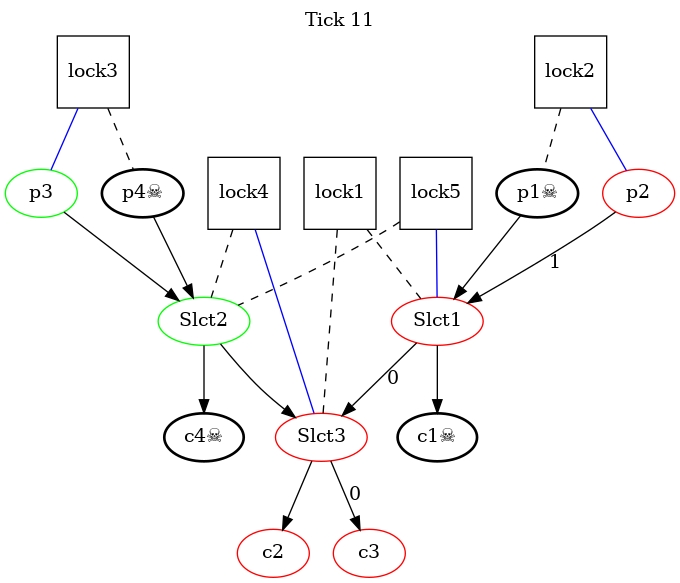 Tick 11
lock3
lock2
p3
p4☠
lock4
lock1
lock5
p1☠
p2
1
Slct2
Slct1
0
c4☠
Slct3
c1☠
0
c2
c3